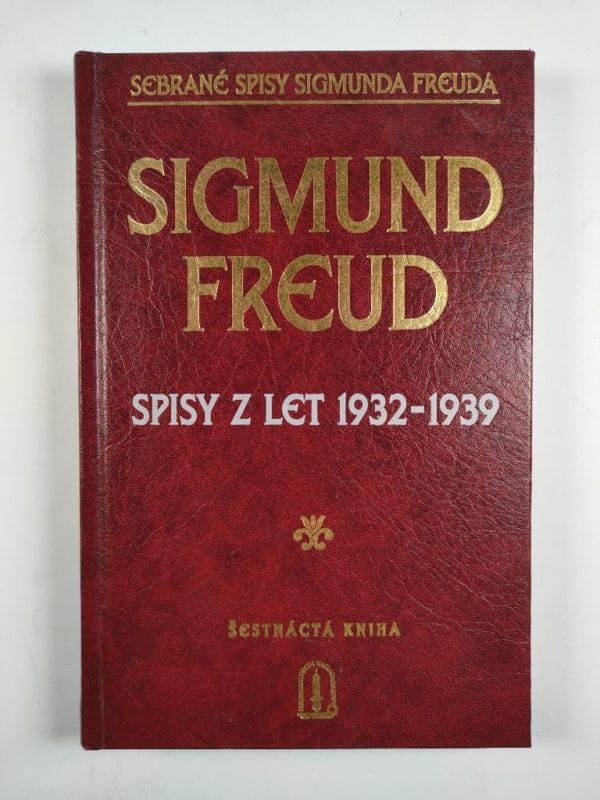 SEBRANÉ SPISY SIGMUNDA FREUDA
SIGMUND
FREUD
SPISY Z LET 1932-1939
ŠESTNÁCTÁ KNIHA